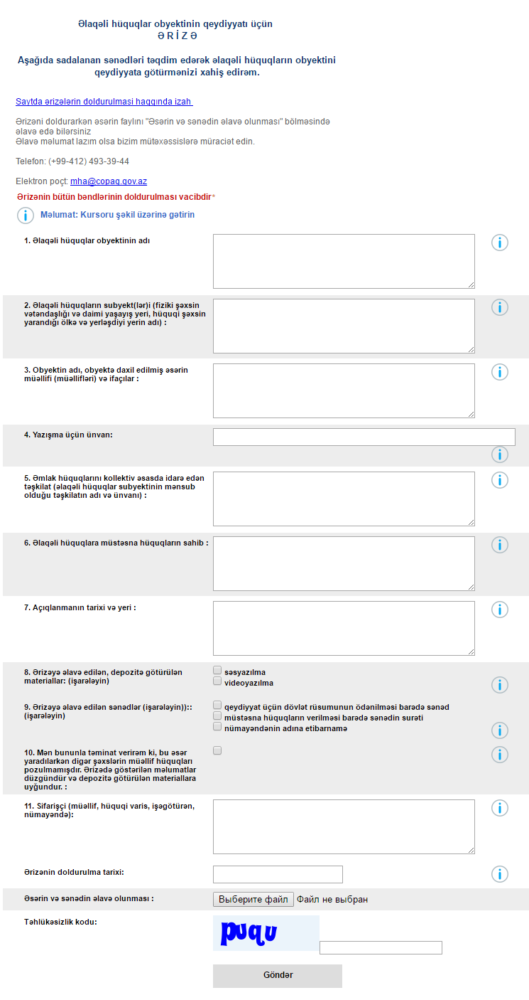 Əlaqəli hüquqlar obyektinin qeydiyyatı üçün
Ə R İ Z Ə
Aşağıda sadalanan sənədləri təqdim edərək əlaqəli hüquqların obyektini
qeydiyyata götürmənizi xahiş edirəm.
Saytda ərizələrin doldurulmasi haqqında izah
Ərizəni doldurarkən əsərin faylını "Əsərin və sənədin əlavə olunması" bölməsində
əlavə edə bilərsiniz
Əlavə məlumat lazım olsa bizim mütəxəssislərə müraciət edin.
Telefon: (+99-412) 493-39-44
Elektron poçt: mha@copag.gov.az
Ərizənin bütün bəndlərinin doldurulması vacibdir*
Məlumat: Kursoru şəkil üzərinə gətirin
1. Əlaqəli hüquqlar obyektinin adı
2. Əlaqəli hüquqların subyekt(lər)i (fiziki şəxsin
vətəndaşlığı və daimi yaşayış yeri, hüquqi şəxsin
yarandığı ölkə və yerləşdiyi yerin adı) :
3. Obyektin adı, obyektə daxil edilmiş əsərin
müəllifi (müəllifləri) və ifaçılar :
4. Yazışma üçün ünvan:
5. Əmlak hüquqlarını kollektiv əsasda idarə edən
təşkilat (əlaqəli hüquqlar subyektinin mənsub
olduğu təşkilatın adı və ünvanı) :
6. Əlaqəli hüquqlara müstəsna hüquqların sahib :
7. Açıqlanmanın tarixi və yeri :
8. Ərizəyə əlavə edilən, depozitə götürülən
materiallar: (işarələyin)
səsyazılma
videoyazılma
9. Ərizəyə əlavə edilən sənədlər (işarələyin))::
(işarələyin)
qeydiyyat üçün dövlət rüsumunun ödənilməsi barədə sənəd
müstəsna hüquqların verilməsi barədə sənədin surəti
nümayəndənin adına etibarnamə
10. Mən bununla təminat verirəm ki, bu əsər
yaradılarkən digər şəxslərin müəllif hüquqları
pozulmamışdır. Ərizədə göstərilən məlumatlar
düzgündür və depozitə götürülən materiallara
uyğundur. :
11. Sifarişçi (müəllif, hüquqi varis, işəgötürən,
nümayəndə):
Ərizənin doldurulma tarixi:
Əsərin və sənədin əlavə olunması :
Выберите файл Файл не выбран
Təhlükəsizlik kodu:
puqu
Göndər